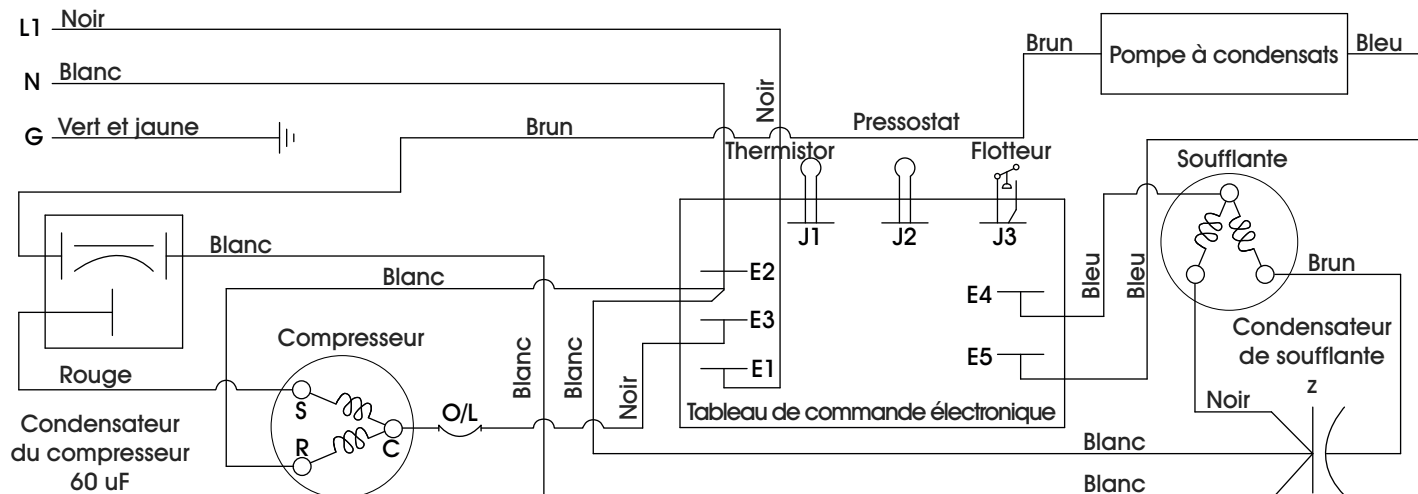 L1 Noir
N Blanc
G Vert et jaune
Brun
Noir
Brun
Pompe à condensats
Bleu
Pressostat
Thermistor
Flotteur
Soufflante
J1
J2
J3
Blanc
Blanc
E2
E3
E1
E4
E5
Bleu
Bleu
Brun
Compresseur
Rouge
S
R
C
O/L
Blanc
Blanc
Noir
Tableau de commande électronique
Condensateur
de soufflante
z
Noir
Condensateur
du compresseur
60 uF
Blanc
Blanc